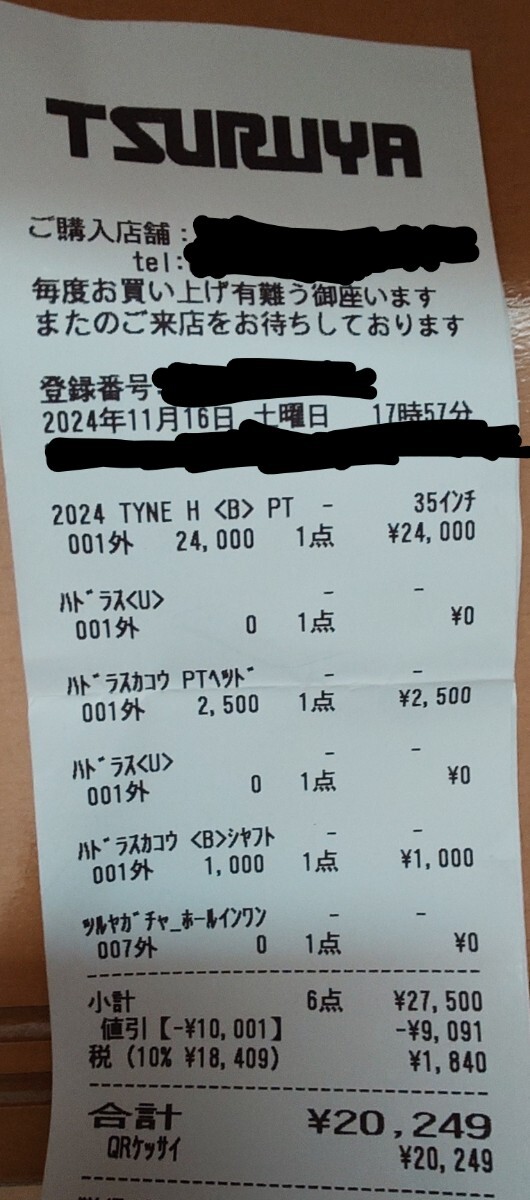 TSURUYA
ご購入店舗:
tel:
毎度お買い上げ有難う御座います
またのご来店をお待ちしております
登録番号
2024年11月16日 土曜日 17時57分
2024 TYNE H <B> PT - 35インチ
001外 24,000 1点 ¥24,000
ハドラス<U> - -
001外 0 1点 ¥0
ハドラスカコウ PTヘッド - -
001外 2,500 1点 ¥2,500
ハドラス<U> - -
001外 0 1点 ¥0
ハドラスカコウ <B>シャフト - -
001外 1,000 1点 ¥1,000
ツルヤガチャ_ホールインワン - -
007外 0 1点 ¥0
小計 6点 ¥27,500
値引【-¥10,001】 -¥9,091
税 (10% ¥18,409) ¥1,840
合計 ¥20,249
QRケッサイ ¥20,249